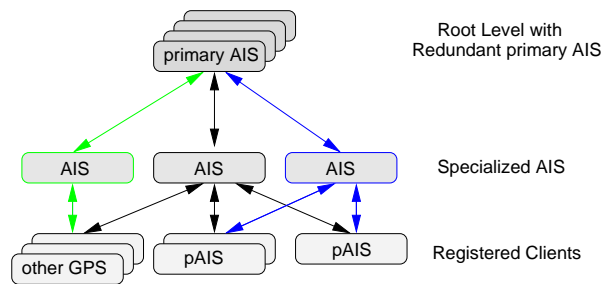 Root Level with
Redundant primary AIS
primary AIS
AIS
AIS
AIS
Specialized AIS
other GPS
pAIS
pAIS
Registered Clients